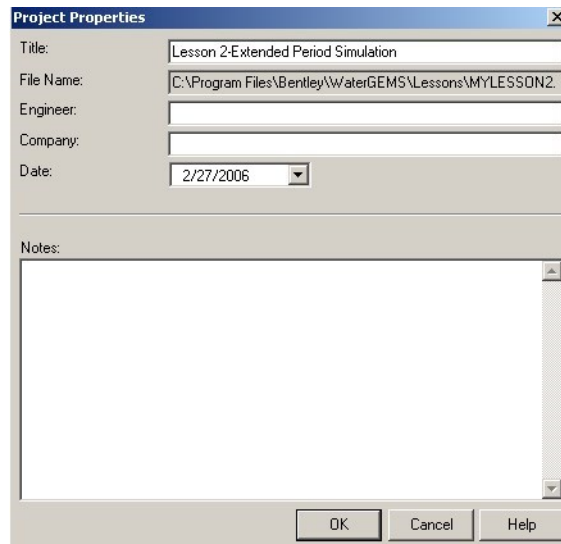 Project Properties
Title: Lesson 2-Extended Period Simulation
File Name: C:\Program Files\Bentley\WaterGEMS\Lessons\MYLESSON2.
Engineer:
Company:
Date: 2/27/2006
Notes:
OK Cancel Help